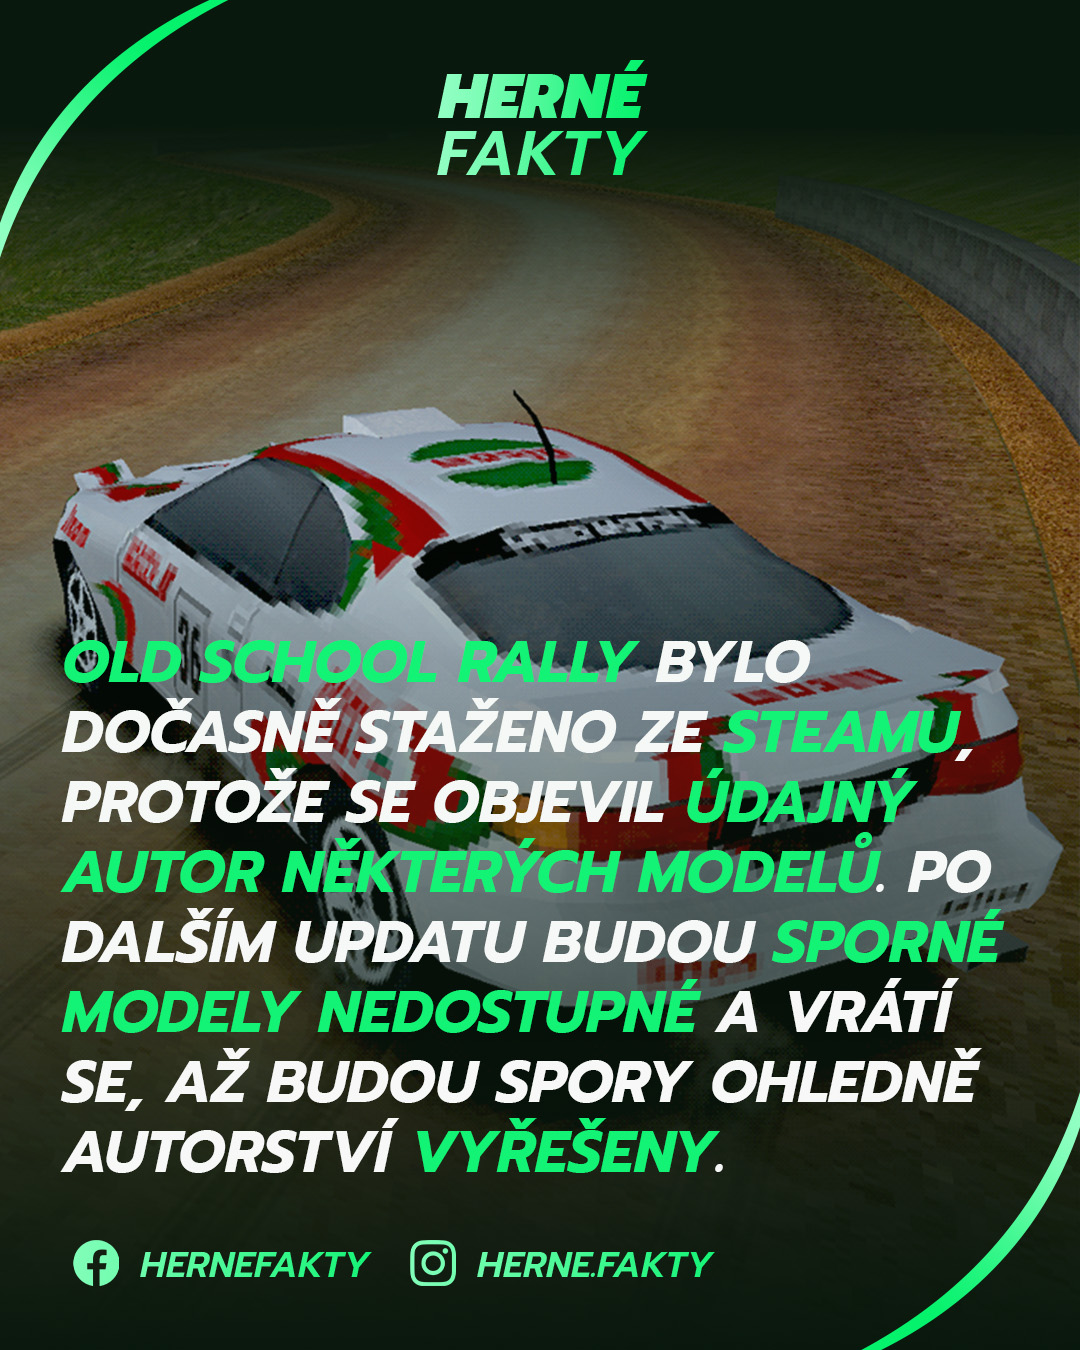 HERNÉ
FAKTY
OLD SCHOOL RALLY BYLO
DOČASNĚ STAŽENO ZE STEAMU,
PROTOŽE SE OBJEVIL ÚDAJNÝ
AUTOR NĚKTERÝCH MODELŮ. PO
DALŠÍM UPDATU BUDOU SPORNÉ
MODELY NEDOSTUPNÉ A VRÁTÍ
SE, AŽ BUDOU SPORY OHLEDNĚ
AUTORSTVÍ VYŘEŠENY.
HERNEFAKTY HERNE.FAKTY